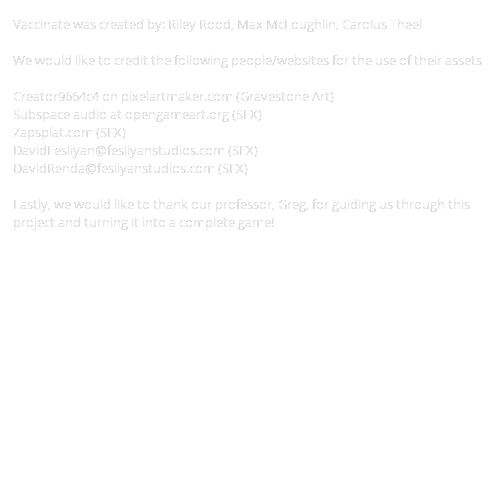 Vaccinate was created by: Riley Rood, Max McLoughlin, Carolus Theel
We would like to credit the following people/websites for the use of their assets
Creator9664c4 on pixelartmaker.com (Gravestone Art)
Subspace audio at opengameart.org (SFX)
Zapsplat.com (SFX)
DavidFesliyan@fesliyanstudios.com (SFX)
DavidRenda@fesliyanstudios.com (SFX)
Lastly, we would like to thank our professor, Greg, for guiding us through this
project and turning it into a complete game!